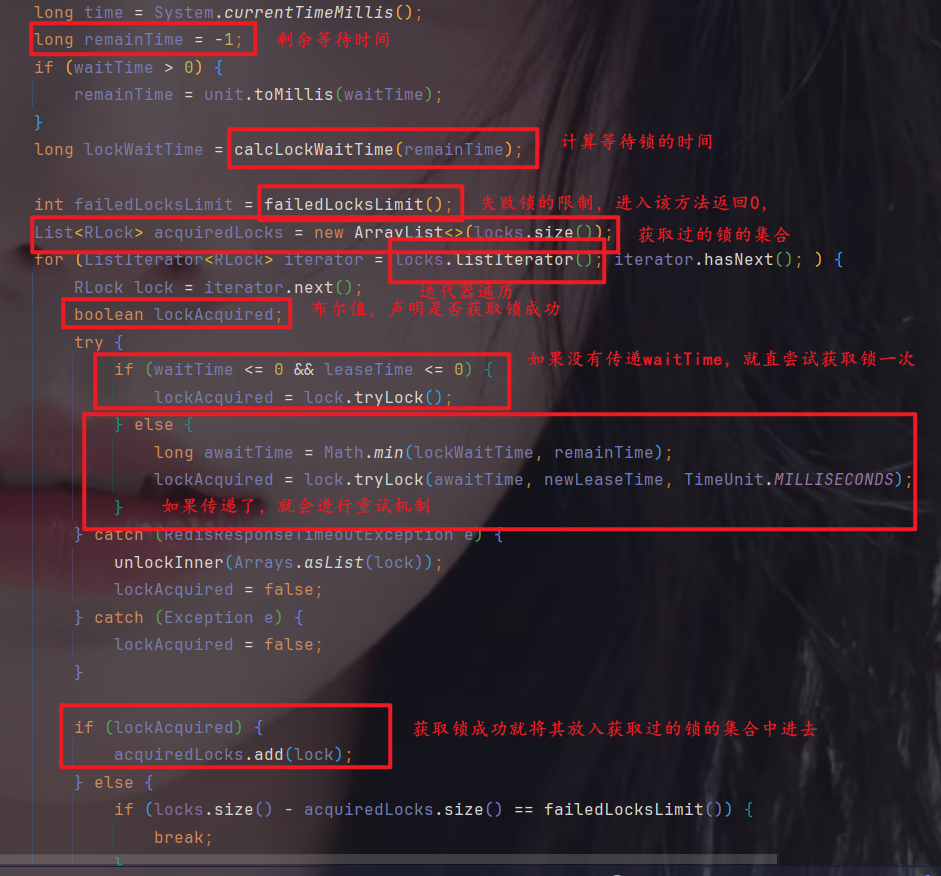 long time = System.currentTimeMillis();
long remainTime = -1; 剩余等待时间
if (waitTime > 0) {
remainTime = unit.toMillis(waitTime);
}
long lockWaitTime = calcLockWaitTime(remainTime); 计算等待锁的时间
int failedLocksLimit = failedLocksLimit(); 失败锁的限制，进入该方法返回0，
List<RLock> acquiredLocks = new ArrayList<>(locks.size()); 获取过的锁的集合
for (ListIterator<RLock> iterator = locks.listIterator(); iterator.hasNext(); ) {
RLock lock = iterator.next(); 迭代器遍历
boolean lockAcquired; 布尔值，声明是否获取锁成功
try {
if (waitTime <= 0 && leaseTime <= 0) { 如果没有传递waitTime，就直尝试获取锁一次
lockAcquired = lock.tryLock();
} else {
long awaitTime = Math.min(lockWaitTime, remainTime);
lockAcquired = lock.tryLock(awaitTime, newLeaseTime, TimeUnit.MILLISECONDS);
} 如果传递了，就会进行重试机制
} catch (RedisResponseTimeoutException e) {
unlockInner(Arrays.asList(lock));
lockAcquired = false;
} catch (Exception e) {
lockAcquired = false;
}
if (lockAcquired) { 获取锁成功就将其放入获取过的锁的集合中进去
acquiredLocks.add(lock);
} else {
if (locks.size() - acquiredLocks.size() == failedLocksLimit()) {
break;
}